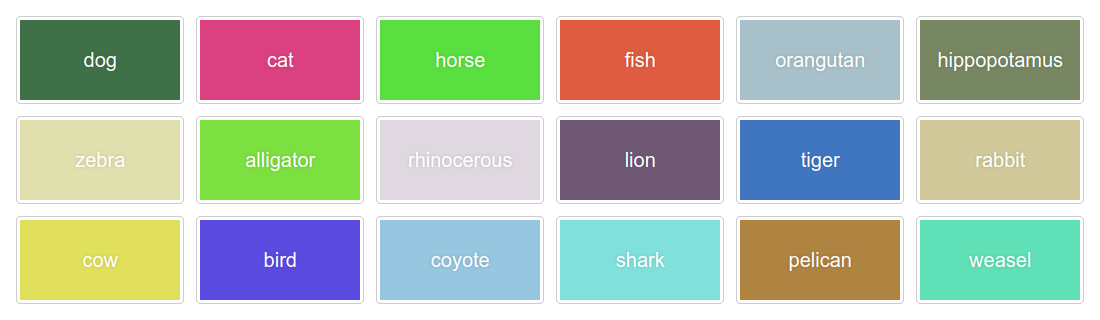 dog cat horse fish orangutan hippopotamus
zebra alligator rhinocerous lion tiger rabbit
cow bird coyote shark pelican weasel